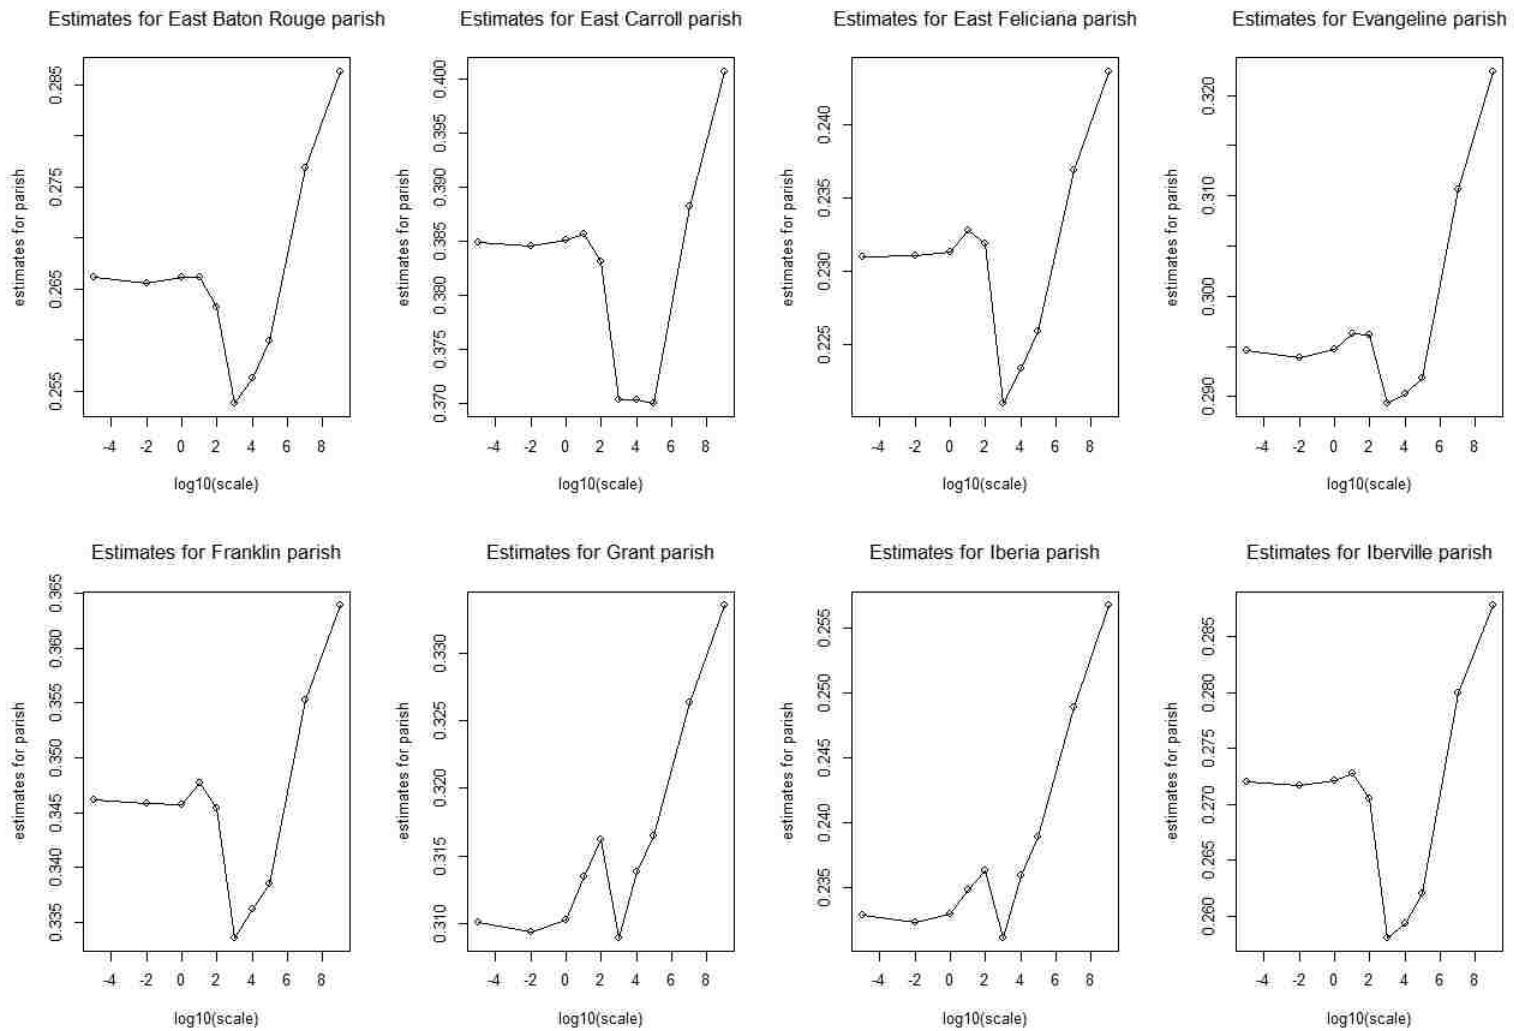 Estimates for East Baton Rouge parish
estimates for parish
0.255 0.265 0.275 0.285
-4 -2 0 2 4 6 8
log10(scale)
Estimates for East Carroll parish
estimates for parish
0.370 0.375 0.380 0.385 0.390 0.395 0.400
-4 -2 0 2 4 6 8
log10(scale)
Estimates for East Feliciana parish
estimates for parish
0.225 0.230 0.235 0.240
-4 -2 0 2 4 6 8
log10(scale)
Estimates for Evangeline parish
estimates for parish
0.290 0.300 0.310 0.320
-4 -2 0 2 4 6 8
log10(scale)
Estimates for Franklin parish
estimates for parish
0.335 0.340 0.345 0.350 0.355 0.360 0.365
-4 -2 0 2 4 6 8
log10(scale)
Estimates for Grant parish
estimates for parish
0.310 0.315 0.320 0.325 0.330
-4 -2 0 2 4 6 8
log10(scale)
Estimates for Iberia parish
estimates for parish
0.235 0.240 0.245 0.250 0.255
-4 -2 0 2 4 6 8
log10(scale)
Estimates for Iberville parish
estimates for parish
0.260 0.265 0.270 0.275 0.280 0.285
-4 -2 0 2 4 6 8
log10(scale)